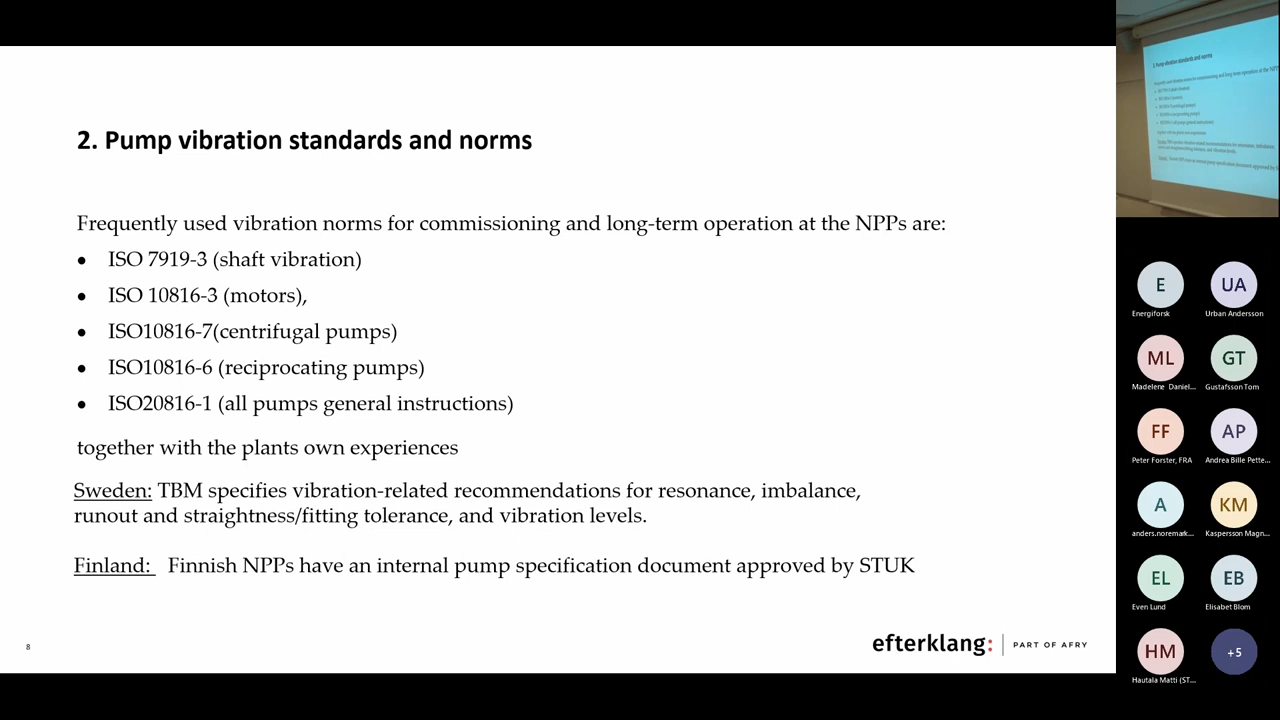 2. Pump vibration standards and norms
Frequently used vibration norms for commissioning and long-term operation at the NPPs are:
• ISO 7919-3 (shaft vibration)
• ISO 10816-3 (motors),
• ISO10816-7(centrifugal pumps)
• ISO10816-6 (reciprocating pumps)
• ISO20816-1 (all pumps general instructions)
together with the plants own experiences
Sweden: TBM specifies vibration-related recommendations for resonance, imbalance,
runout and straightness/fitting tolerance, and vibration levels.
Finland: Finnish NPPs have an internal pump specification document approved by STUK
8
efterklang: PART OF AFRY
E
Energiforsk
UA
Urban Andersson
ML
Madelene Daniel...
GT
Gustafsson Tom
FF
Peter Forster, FRA
AP
Andrea Bille Pette...
A
anders.noremark...
KM
Kaspersson Magn...
EL
Even Lund
EB
Elisabet Blom
HM
Hautala Matti (ST...
+5